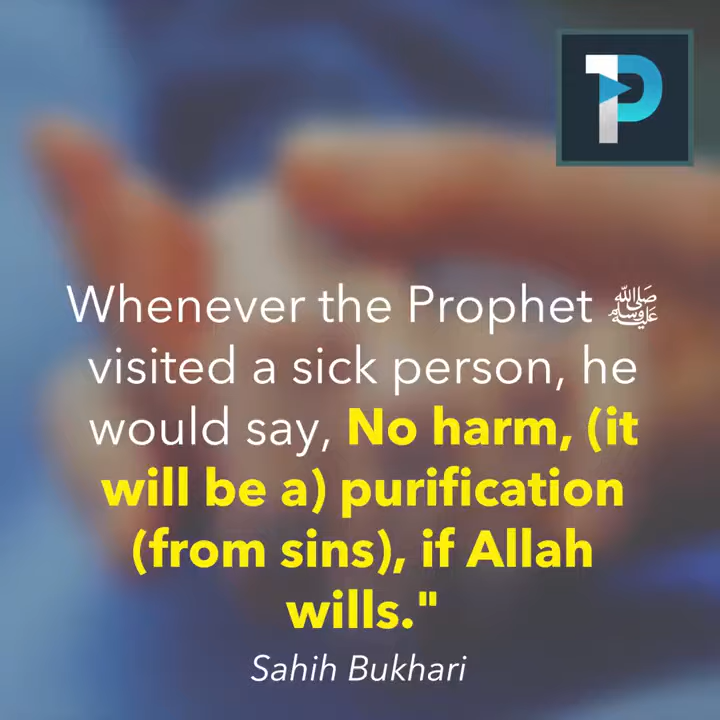 Whenever the Prophet ﷺ
visited a sick person, he
would say, No harm, (it
will be a) purification
(from sins), if Allah
wills."
Sahih Bukhari